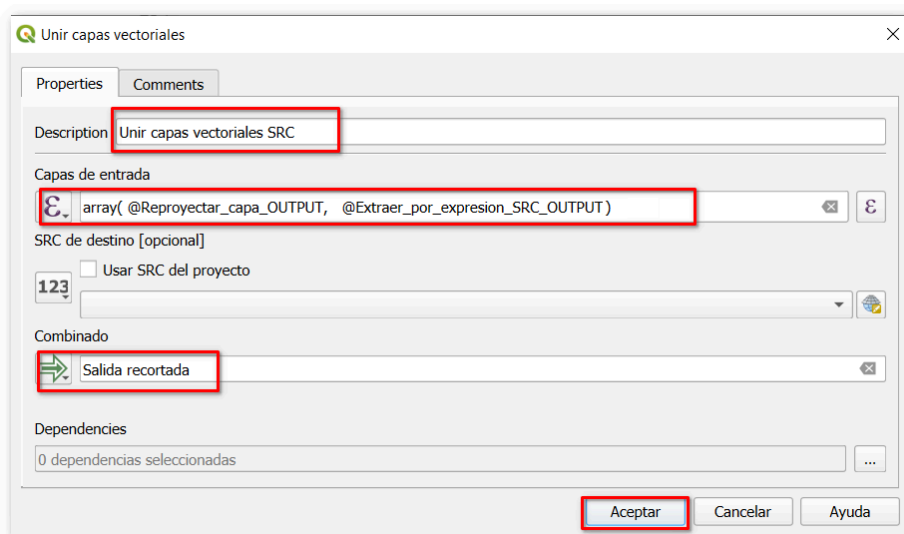 Unir capas vectoriales
Properties Comments
Description Unir capas vectoriales SRC
Capas de entrada
ε array( @Reproyectar_capa_OUTPUT, @Extraer_por_expresion_SRC_OUTPUT) ε
SRC de destino [opcional]
123 Usar SRC del proyecto
Combinado
Salida recortada
Dependencies
0 dependencias seleccionadas ...
Aceptar Cancelar Ayuda